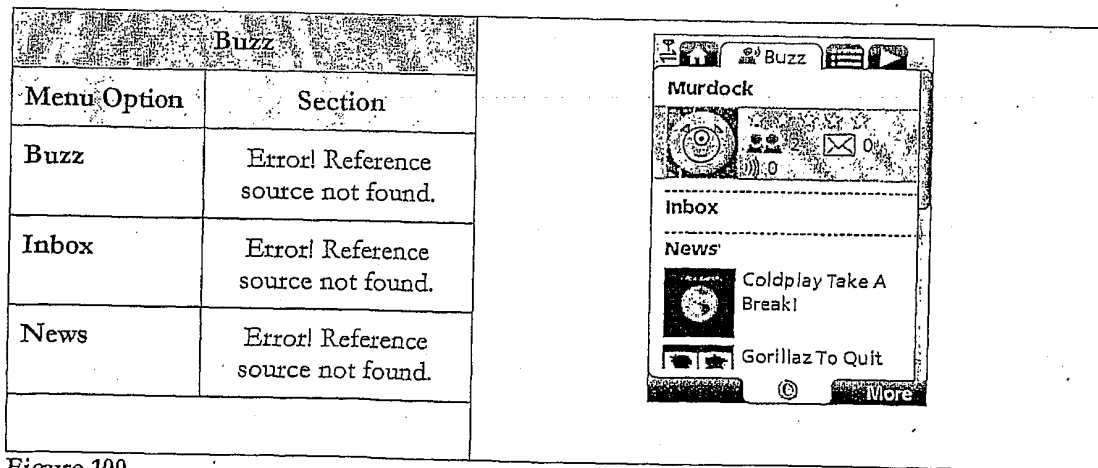 Buzz
Menu Option Section
Buzz Error! Reference
source not found.
Inbox Error! Reference
source not found.
News Error! Reference
source not found.
Buzz
Murdock
2 0
0
Inbox
News
Coldplay Take A
Break!
Gorillaz To Quit
© More
Figure 100